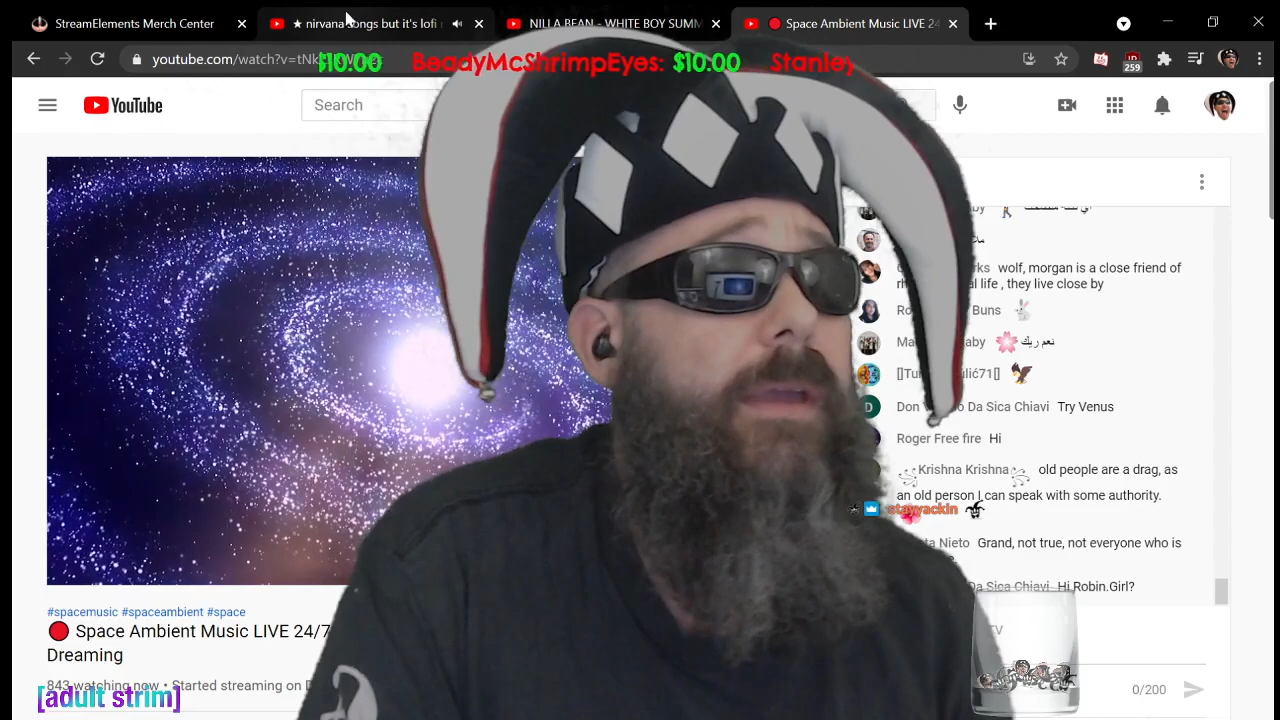 StreamElements Merch Center
★ nirvana songs but it's lofi
NILLA BEAN - WHITE BOY SUMM
Space Ambient Music LIVE 24
youtube.com/watch?v=tNk
$10.00 BeadyMcShrimpEyes: $10.00 Stanley
259
YouTube
Search
wolf, morgan is a close friend of
life , they live close by
Buns
نعم ريك
Don
Da Sica Chiavi Try Venus
Roger Free fire Hi
Krishna Krishna old people are a drag, as
an old person I can speak with some authority.
stayyackin
Nieto Grand, not true, not everyone who is
Da Sica Chiavi Hi Robin.Girl?
#spacemusic #spaceambient #space
Space Ambient Music LIVE 24/7
Dreaming
843 watching now • Started streaming on
TV
0/200
[adult strim]